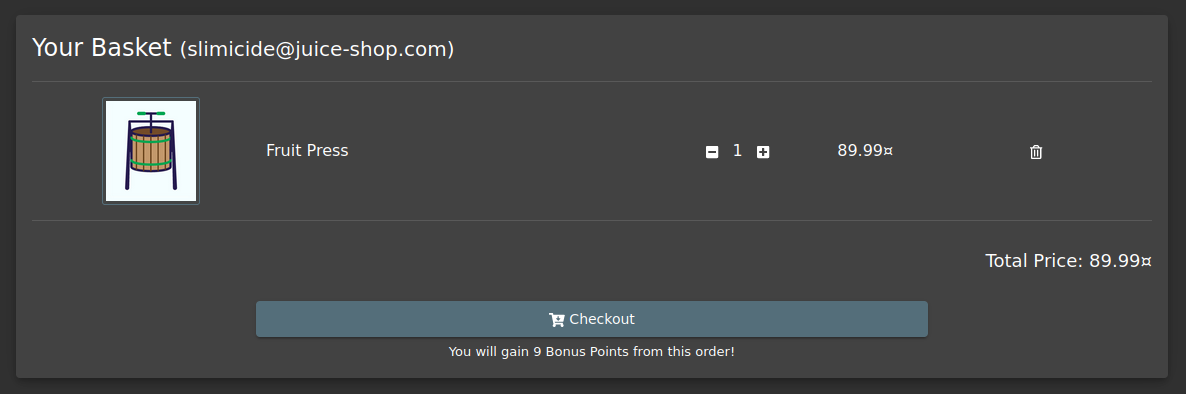 Your Basket (slimicide@juice-shop.com)
Fruit Press 1 89.99¤
Total Price: 89.99¤
Checkout
You will gain 9 Bonus Points from this order!